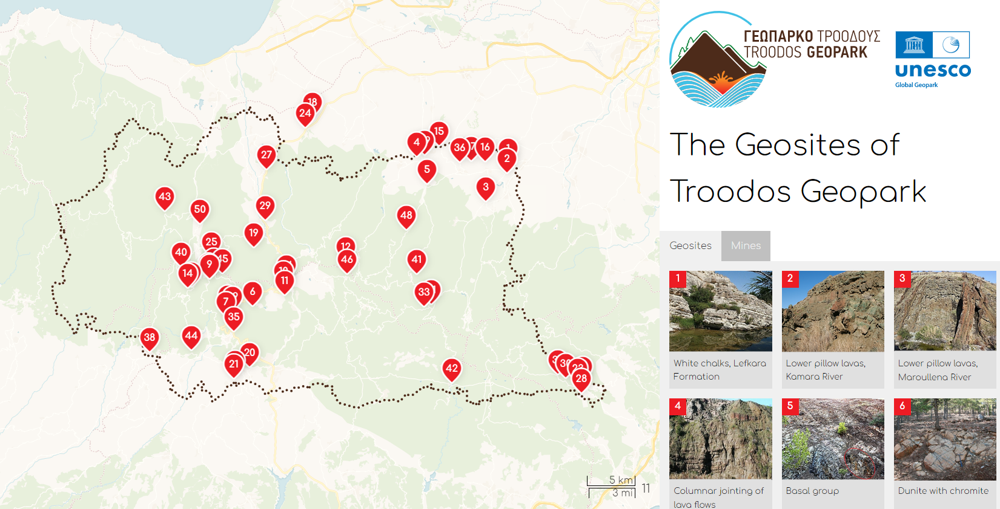 ΓΕΩΠΑΡΚΟ ΤΡΟΟΔΟΥΣ
TROODOS GEOPARK
unesco
Global Geopark
The Geosites of
Troodos Geopark
Geosites
Mines
1
2
3
White chalks, Lefkara
Formation
Lower pillow lavas,
Kamara River
Lower pillow lavas,
Maroullena River
4
5
6
Columnar jointing of
lava flows
Basal group
Dunite with chromite
18
24
15
4
36
16
1
2
27
5
3
43
50
29
48
19
25
40
45
9
14
12
46
41
11
6
7
33
35
38
44
20
21
42
28
5 km
3 mi
11